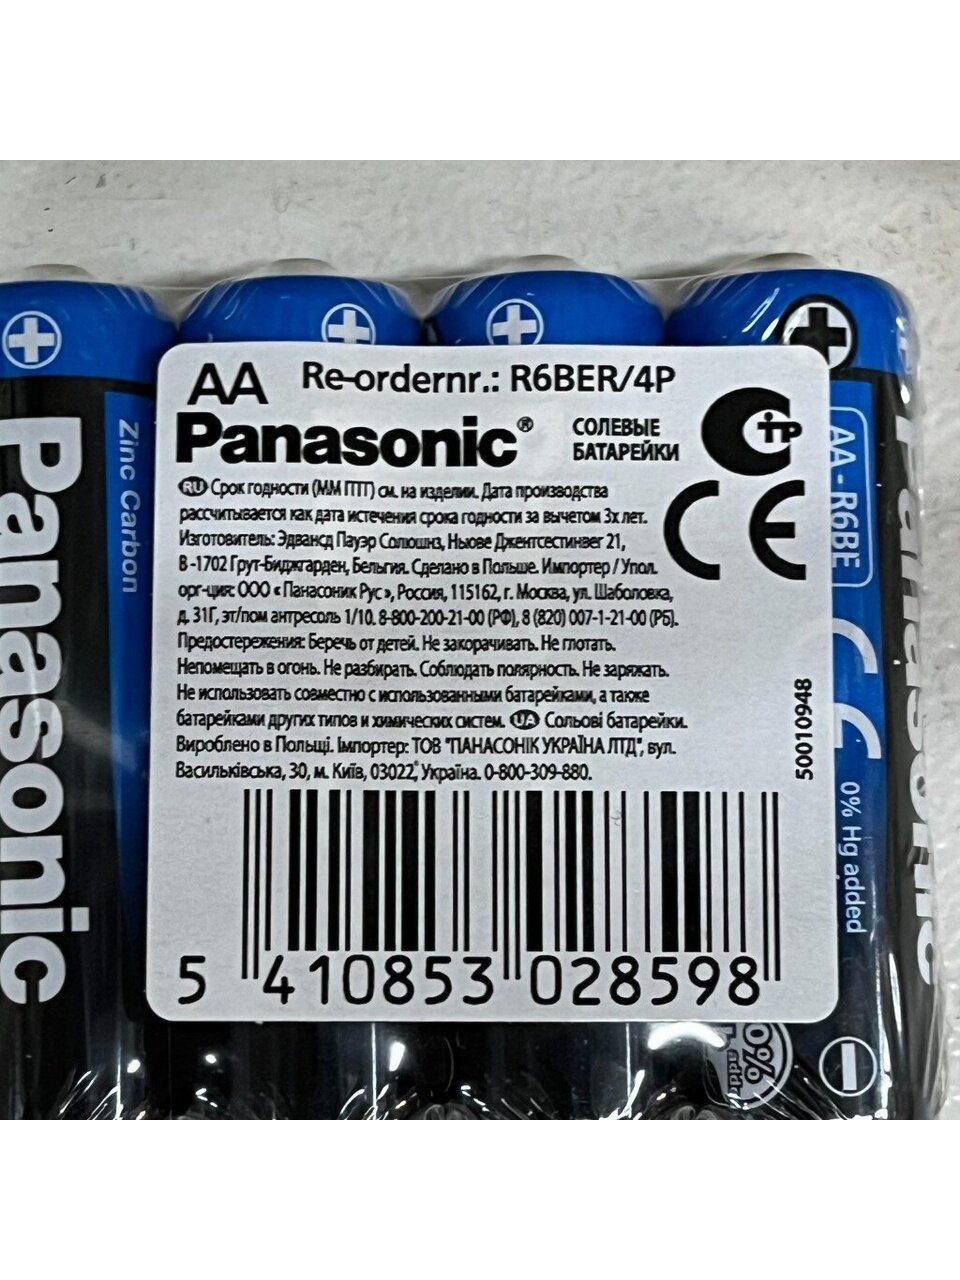 AA Re-ordernr.: R6BER/4P
Panasonic®
СОЛЕВЫЕ
БАТАРЕЙКИ
RU Срок годности (ММ ГГГГ) см. на изделии. Дата производства
рассчитывается как дата истечения срока годности за вычетом 3х лет.
Изготовитель: Эдвансд Пауэр Солюшнз, Ньюве Джентсестинвег 21,
В -1702 Грут-Биджгарден, Бельгия. Сделано в Польше. Импортер / Упол.
орг-ция: ООО «Панасоник Рус», Россия, 115162, г. Москва, ул. Шаболовка,
д. 31Г, эт/пом антресоль 1/10. 8-800-200-21-00 (РФ), 8 (820) 007-1-21-00 (РБ).
Предостережения: Беречь от детей. Не закорачивать. Не глотать.
Непомещать в огонь. Не разбирать. Соблюдать полярность. Не заряжать.
Не использовать совместно с использованными батарейками, а также
батарейками других типов и химических систем. UA Сольові батарейки.
Вироблено в Польщі. Імпортер: ТОВ "ПАНАСОНІК УКРАЇНА ЛТД", вул.
Васильківська, 30, м. Київ, 03022, Україна. 0-800-309-880.
CE
50010948
5 410853 028598
Panasonic
Zinc Carbon
AA - R6BE
CE
0% Hg added
Panasonic
0%
added